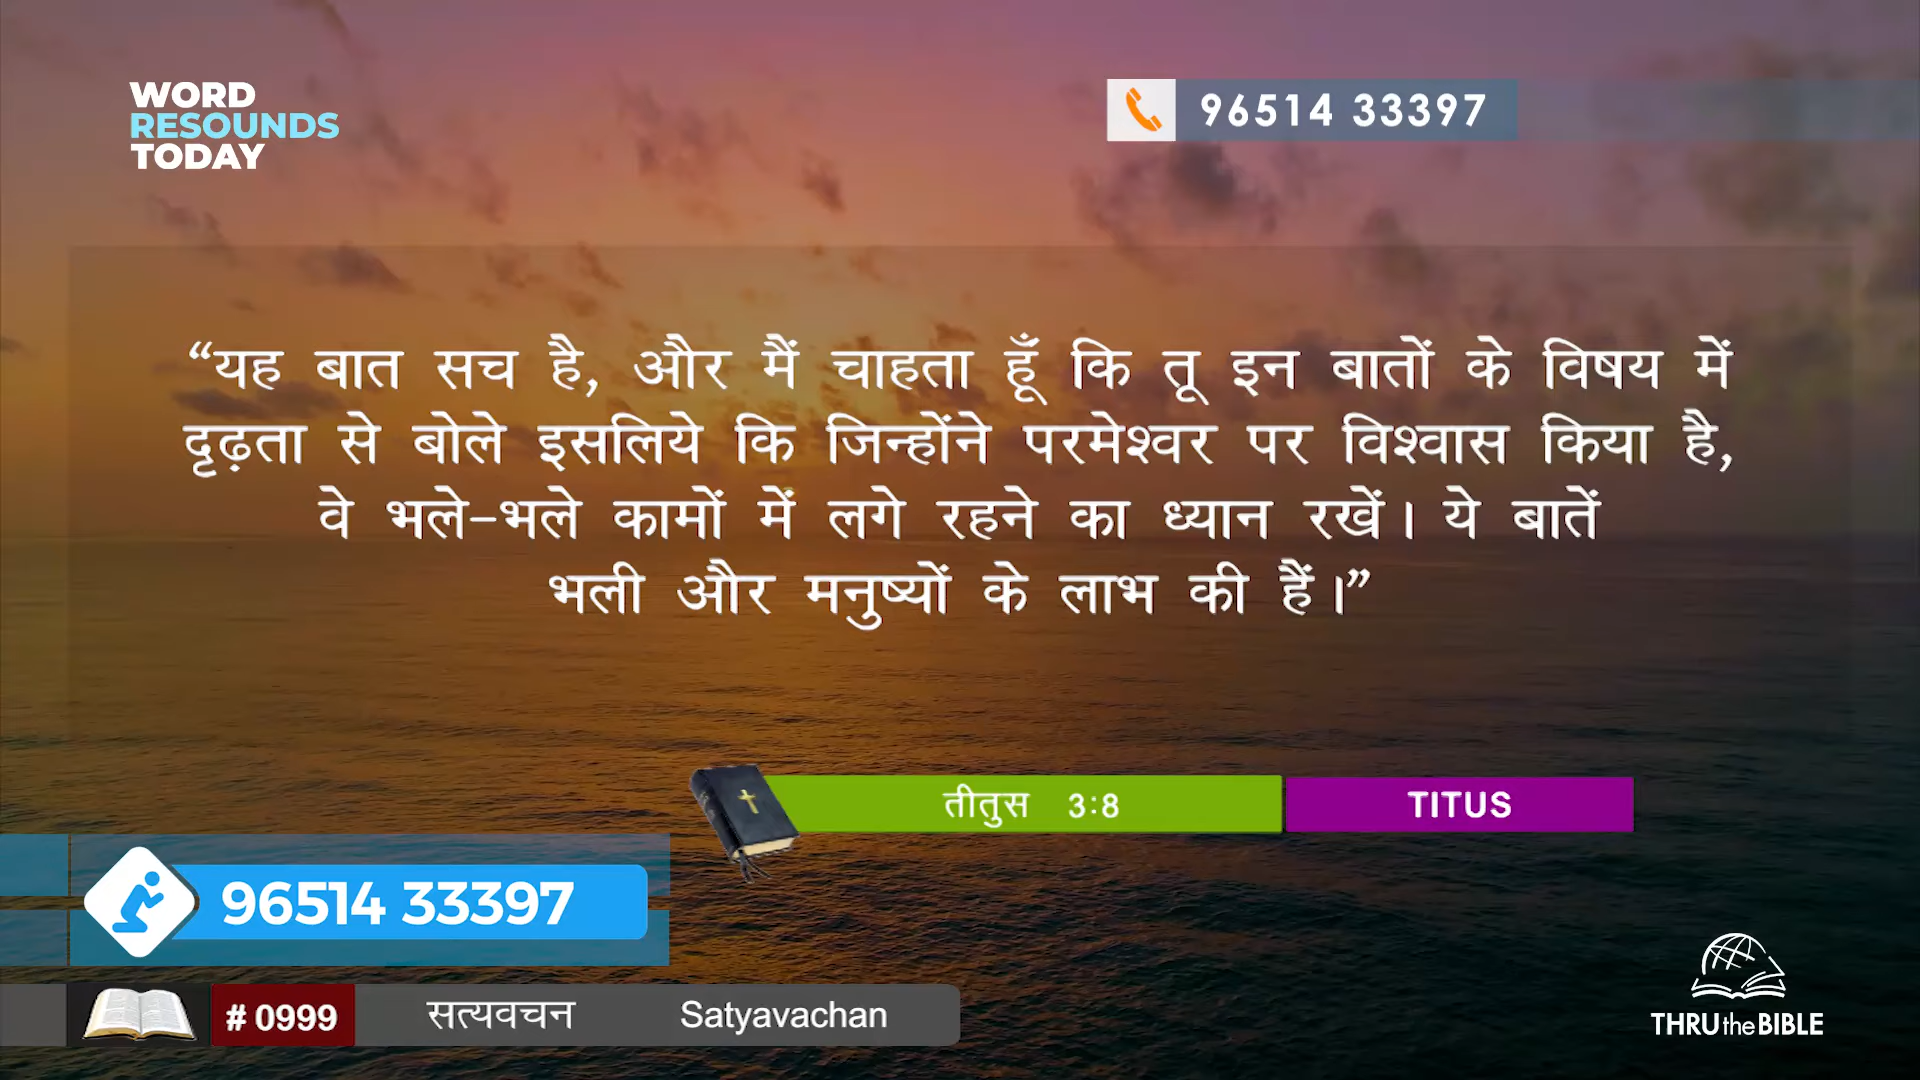 WORD
RESOUNDS
TODAY
96514 33397
“यह बात सच है, और मैं चाहता हूँ कि तू इन बातों के विषय में
दृढ़ता से बोले इसलिये कि जिन्होंने परमेश्वर पर विश्वास किया है,
वे भले-भले कामों में लगे रहने का ध्यान रखें। ये बातें
भली और मनुष्यों के लाभ की हैं।”
तीतुस 3:8 TITUS
96514 33397
# 0999 सत्यवचन Satyavachan
THRU the BIBLE